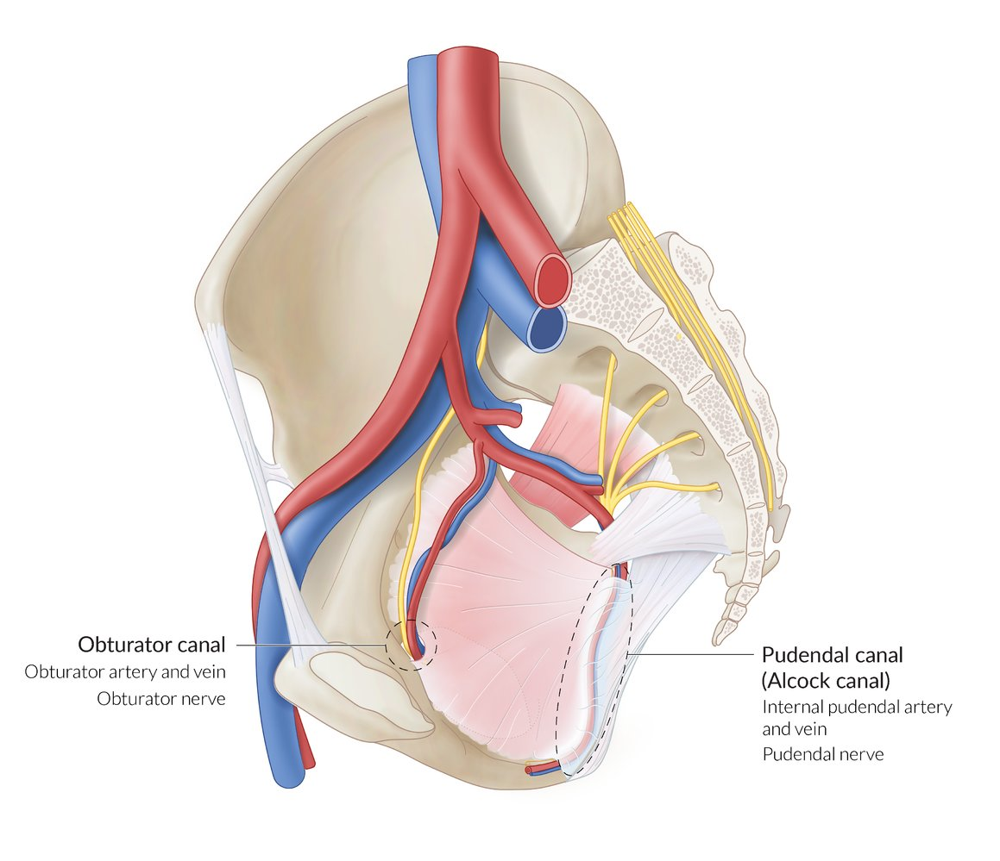 Obturator canal
Obturator artery and vein
Obturator nerve
Pudendal canal
(Alcock canal)
Internal pudendal artery
and vein
Pudendal nerve